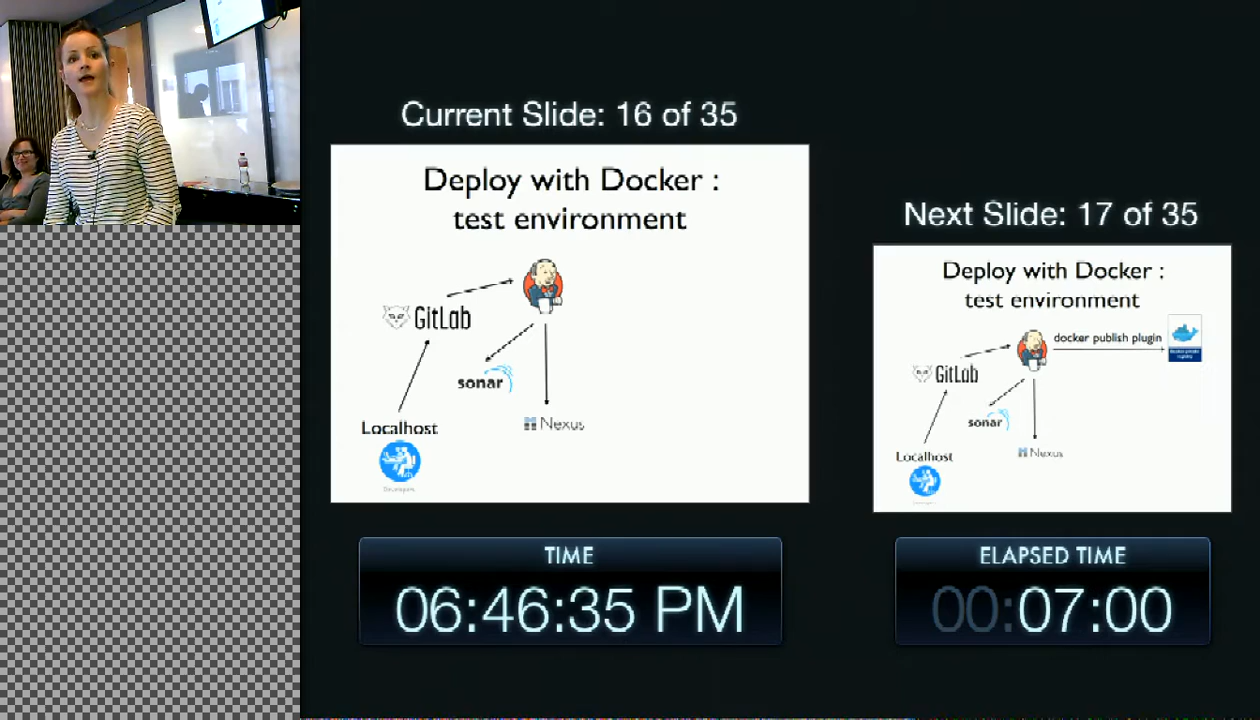 Current Slide: 16 of 35
Deploy with Docker :
test environment
GitLab
sonar
Nexus
Localhost
Next Slide: 17 of 35
Deploy with Docker :
test environment
docker publish plugin
GitLab
sonar
Nexus
Localhost
TIME
06:46:35 PM
ELAPSED TIME
00:07:00